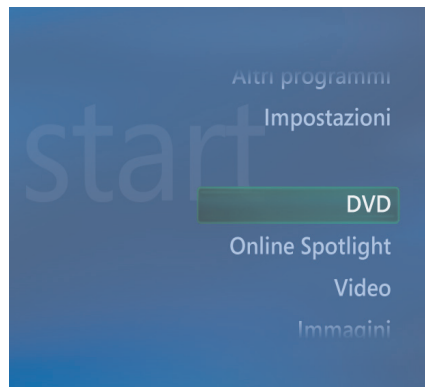 Altri programmi
Impostazioni
start
DVD
Online Spotlight
Video
Immagini